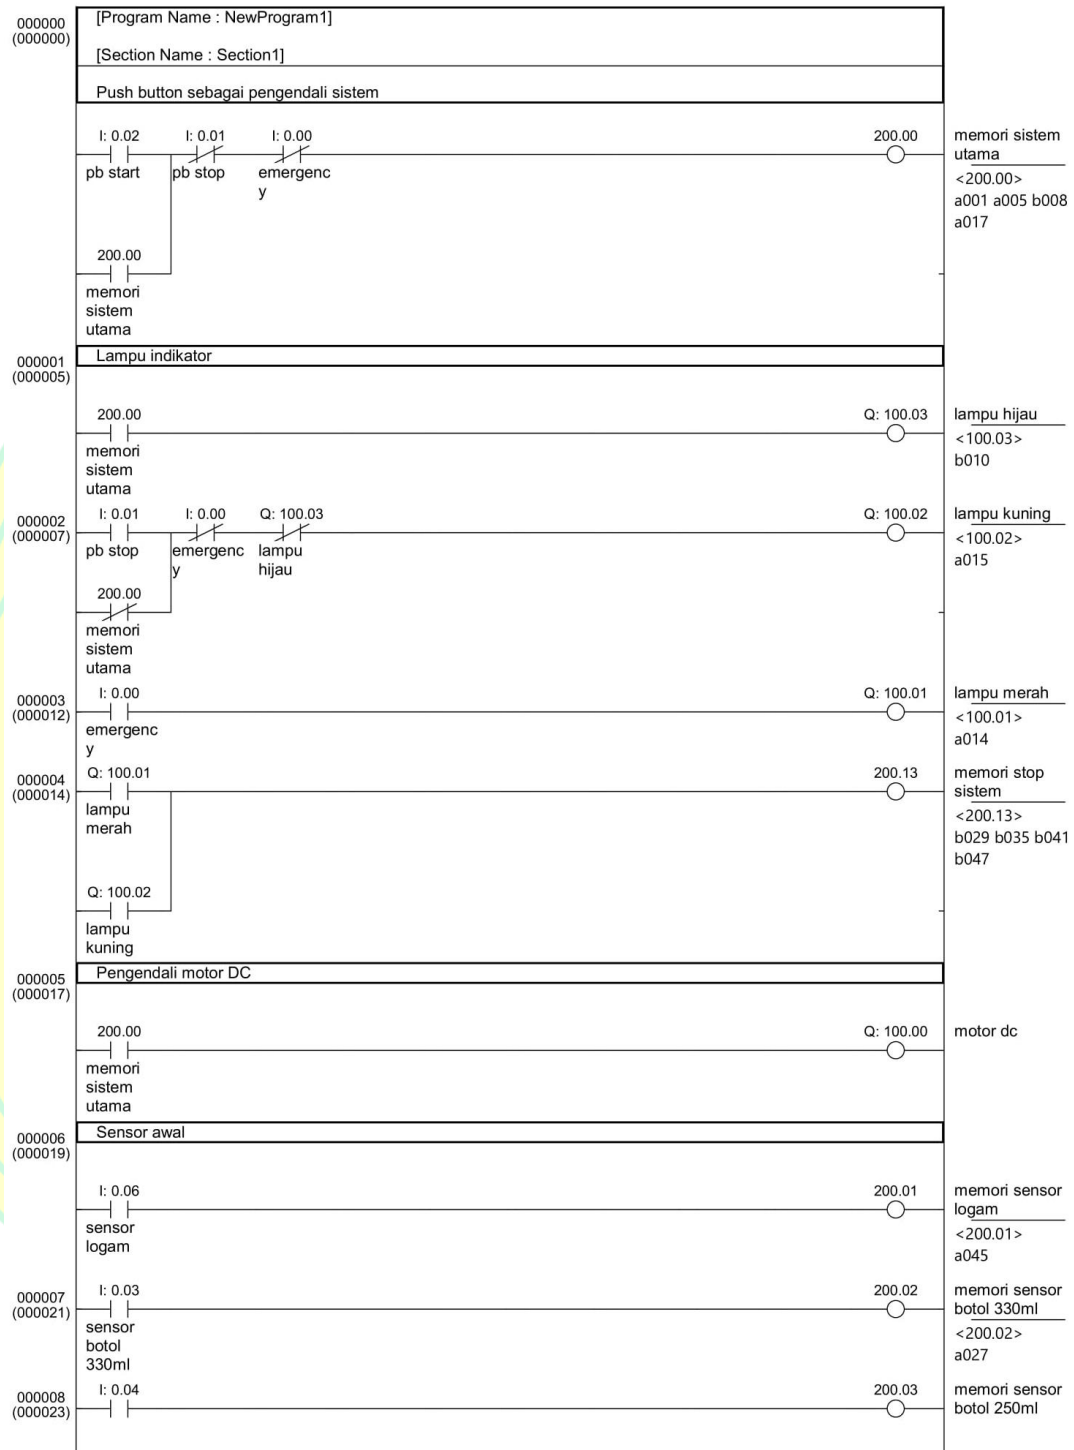 000000
(000000)
[Program Name : NewProgram1]
[Section Name : Section1]
Push button sebagai pengendali sistem
I: 0.02
I: 0.01
I: 0.00
200.00
memori sistem
utama
pb start
pb stop
emergenc
y
<200.00>
a001 a005 b008
a017
200.00
memori
sistem
utama
000001
(000005)
Lampu indikator
200.00
Q: 100.03
lampu hijau
memori
sistem
utama
<100.03>
b010
000002
(000007)
I: 0.01
I: 0.00
Q: 100.03
Q: 100.02
lampu kuning
pb stop
emergenc
y
lampu
hijau
<100.02>
a015
200.00
memori
sistem
utama
000003
(000012)
I: 0.00
Q: 100.01
lampu merah
emergenc
y
<100.01>
a014
000004
(000014)
Q: 100.01
200.13
memori stop
sistem
lampu
merah
<200.13>
b029 b035 b041
b047
Q: 100.02
lampu
kuning
000005
(000017)
Pengendali motor DC
200.00
Q: 100.00
motor dc
memori
sistem
utama
000006
(000019)
Sensor awal
I: 0.06
200.01
memori sensor
logam
sensor
logam
<200.01>
a045
000007
(000021)
I: 0.03
200.02
memori sensor
botol 330ml
sensor
botol
330ml
<200.02>
a027
000008
(000023)
I: 0.04
200.03
memori sensor
botol 250ml